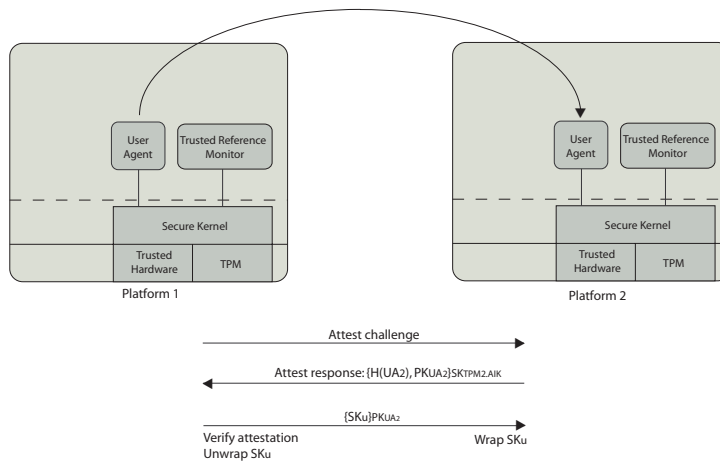 User
Agent
Trusted Reference
Monitor
Secure Kernel
Trusted
Hardware
TPM
Platform 1
User
Agent
Trusted Reference
Monitor
Secure Kernel
Trusted
Hardware
TPM
Platform 2
Attest challenge
Attest response: {H(UA2), PKUA2}SKTPM2.AIK
{SKu}PKUA2
Verify attestation
Unwrap SKu
Wrap SKu